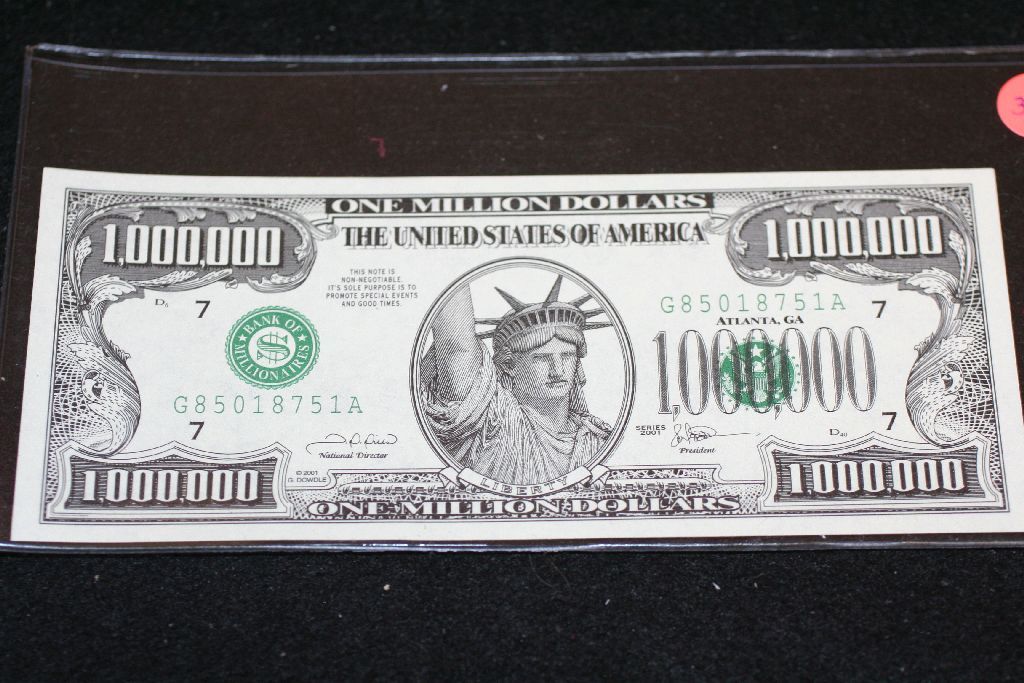 ONE MILLION DOLLARS
THE UNITED STATES OF AMERICA
1,000,000
1,000,000
THIS NOTE IS
NON-NEGOTIABLE.
IT'S SOLE PURPOSE IS TO
PROMOTE SPECIAL EVENTS
AND GOOD TIMES.
G85018751A
ATLANTA, GA
7
7
BANK OF
MILLIONAIRES
$
1,000,000
G85018751A
7
7
SERIES
2001
National Director
President
© 2001
G. DOWDLE
LIBERTY
1,000,000
1,000,000
ONE MILLION DOLLARS
3